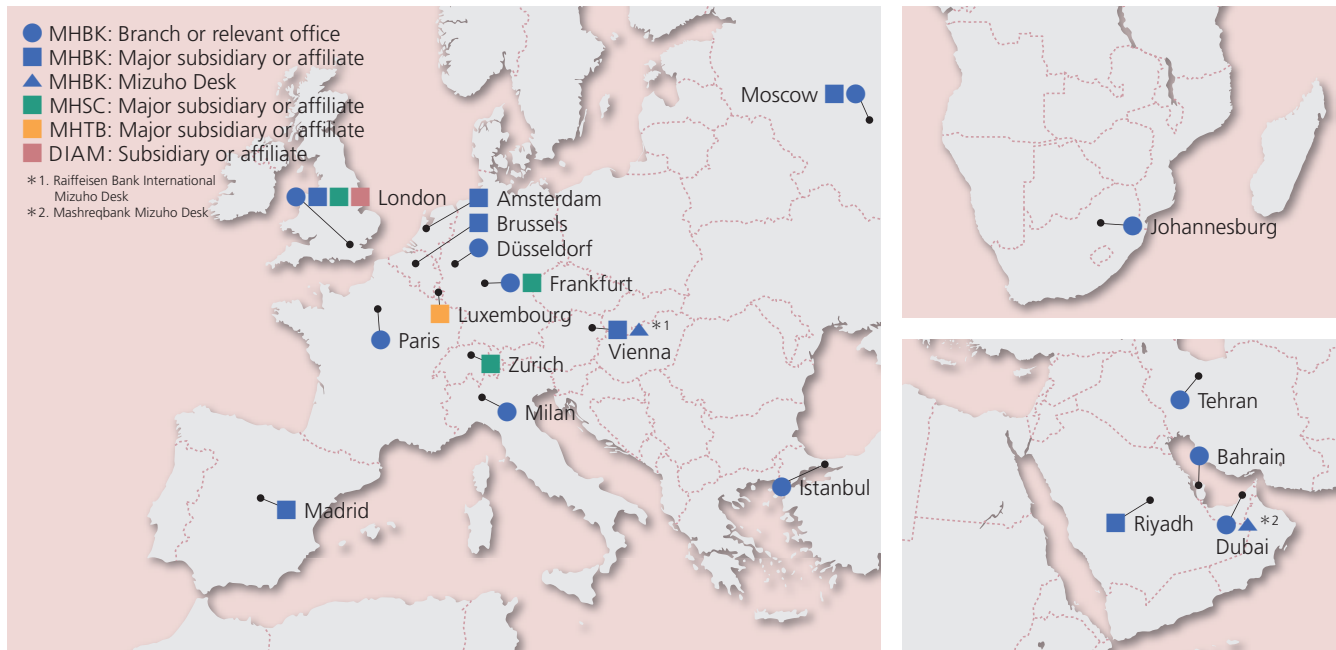 MHBK: Branch or relevant office
MHBK: Major subsidiary or affiliate
MHBK: Mizuho Desk
MHSC: Major subsidiary or affiliate
MHTB: Major subsidiary or affiliate
DIAM: Subsidiary or affiliate
*1. Raiffeisen Bank International
Mizuho Desk
*2. Mashreqbank Mizuho Desk
Moscow
London
Amsterdam
Brussels
Düsseldorf
Frankfurt
Luxembourg
Paris
*1
Vienna
Zurich
Milan
Istanbul
Madrid
Johannesburg
Tehran
Bahrain
Riyadh
*2
Dubai